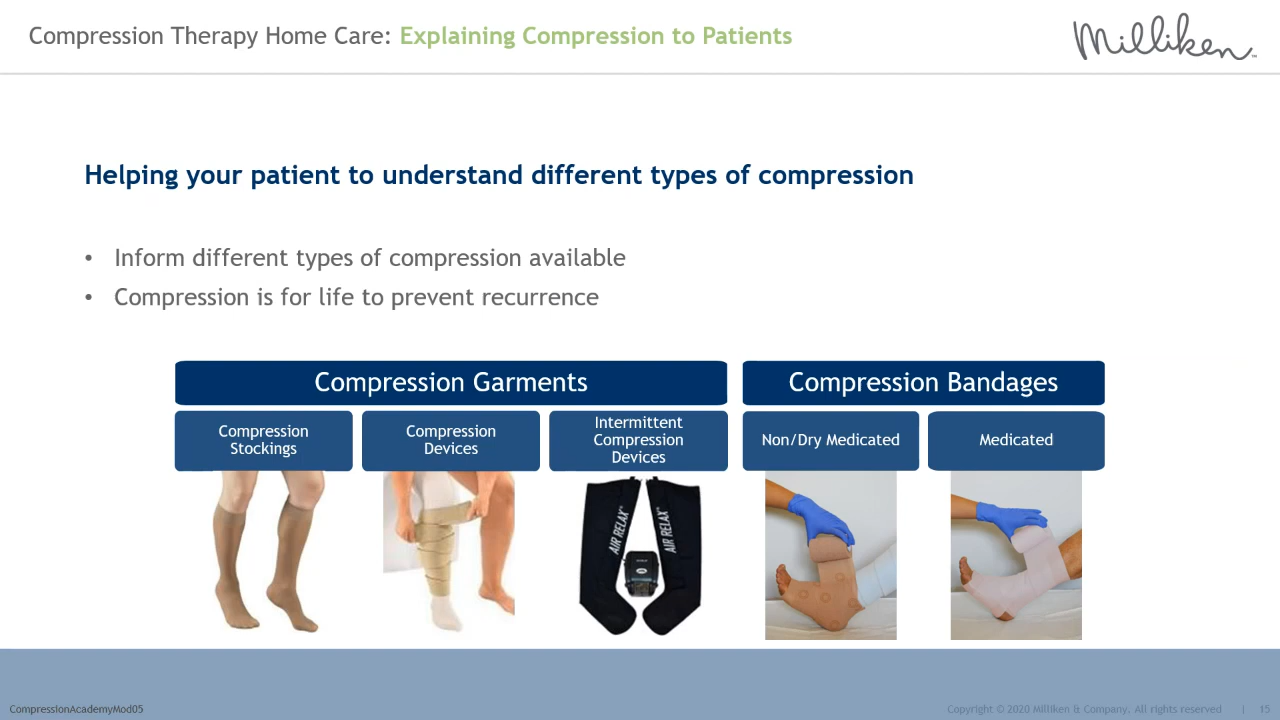 Compression Therapy Home Care: Explaining Compression to Patients
Milliken™
Helping your patient to understand different types of compression
• Inform different types of compression available
• Compression is for life to prevent recurrence
Compression Garments
Compression Bandages
Compression
Stockings
Compression
Devices
Intermittent
Compression
Devices
Non/Dry Medicated
Medicated
AIR RELAX
AIR RELAX
CompressionAcademyMod05
Copyright © 2020 Milliken & Company. All rights reserved | 15